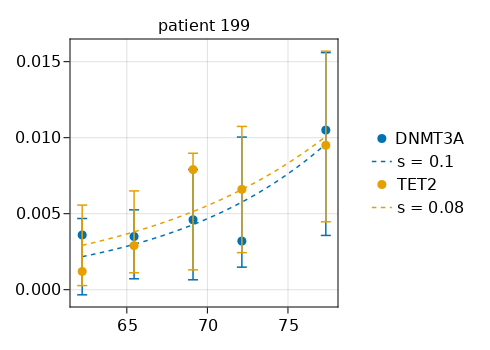 patient 199
0.015
0.010
0.005
0.000
65 70 75
DNMT3A
s = 0.1
TET2
s = 0.08